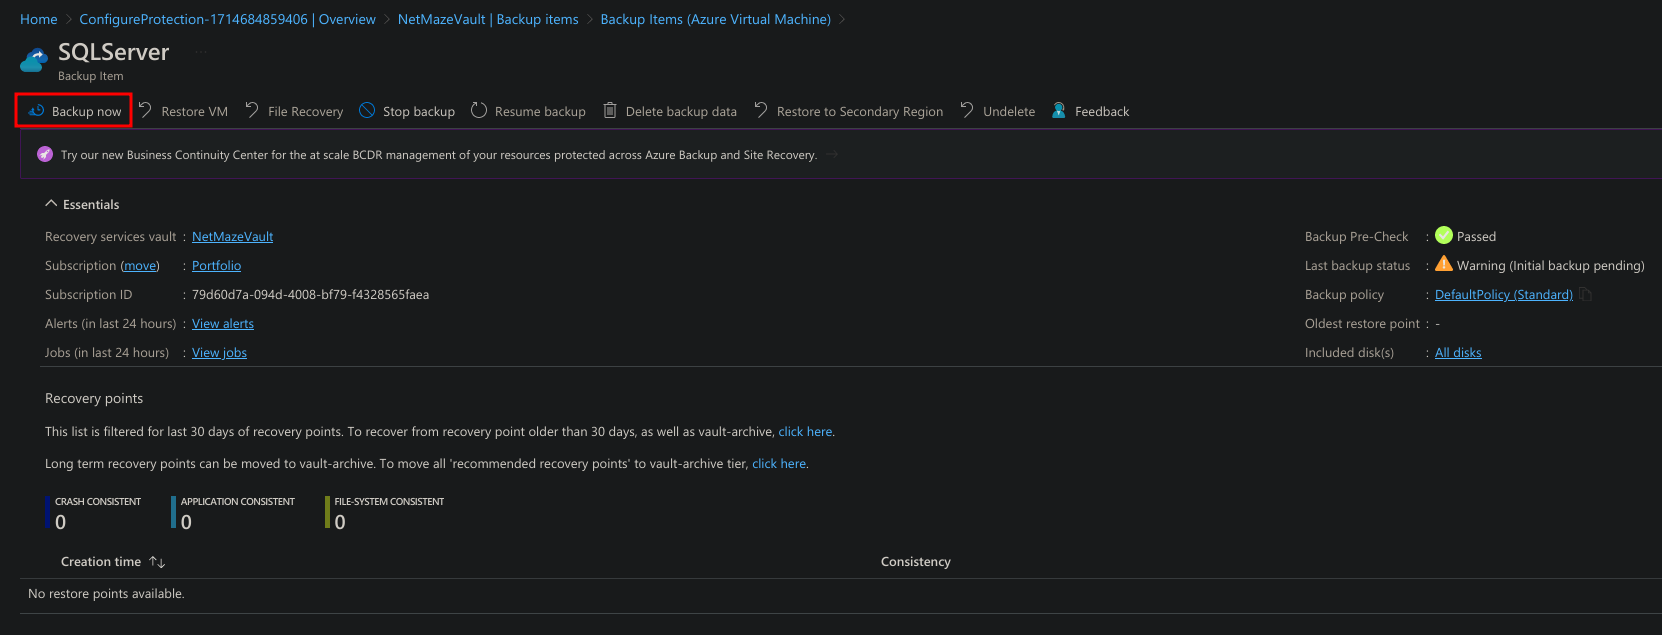 Home > ConfigureProtection-1714684859406 | Overview > NetMazeVault | Backup items > Backup Items (Azure Virtual Machine) >
SQLServer ...
Backup Item
Backup now Restore VM File Recovery Stop backup Resume backup Delete backup data Restore to Secondary Region Undelete Feedback
Try our new Business Continuity Center for the at scale BCDR management of your resources protected across Azure Backup and Site Recovery. →
Essentials
Recovery services vault : NetMazeVault
Subscription (move) : Portfolio
Subscription ID : 79d60d7a-094d-4008-bf79-f4328565faea
Alerts (in last 24 hours) : View alerts
Jobs (in last 24 hours) : View jobs
Backup Pre-Check : Passed
Last backup status : Warning (Initial backup pending)
Backup policy : DefaultPolicy (Standard)
Oldest restore point : -
Included disk(s) : All disks
Recovery points
This list is filtered for last 30 days of recovery points. To recover from recovery point older than 30 days, as well as vault-archive, click here.
Long term recovery points can be moved to vault-archive. To move all 'recommended recovery points' to vault-archive tier, click here.
CRASH CONSISTENT APPLICATION CONSISTENT FILE-SYSTEM CONSISTENT
0 0 0
Creation time ↑↓ Consistency
No restore points available.